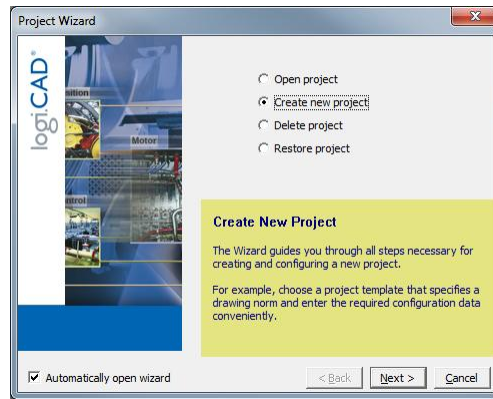 Project Wizard
logi.CAD
Motor
Open project
Create new project
Delete project
Restore project
Create New Project
The Wizard guides you through all steps necessary for
creating and configuring a new project.
For example, choose a project template that specifies a
drawing norm and enter the required configuration data
conveniently.
Automatically open wizard
< Back
Next >
Cancel